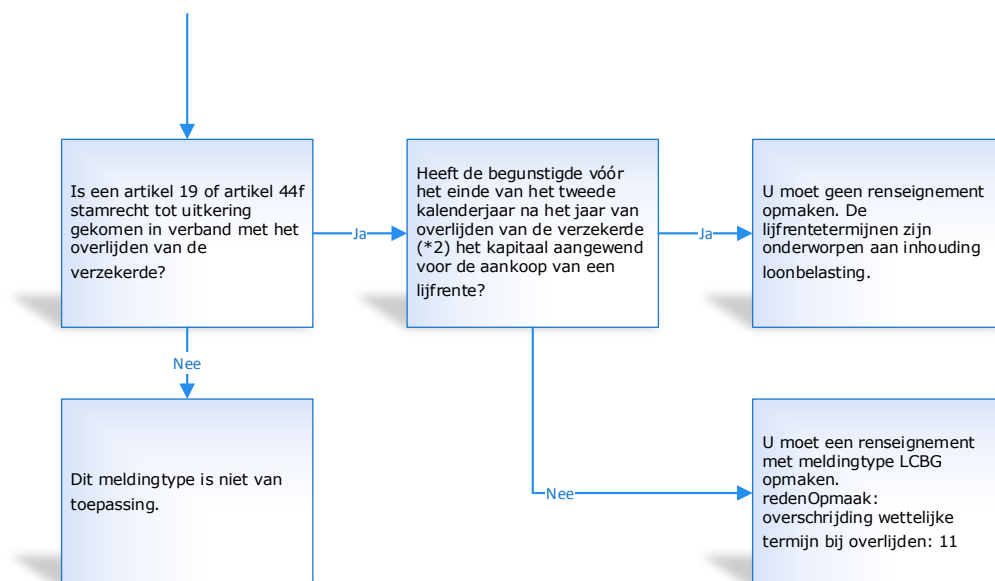 Is een artikel 19 of artikel 44f
stamrecht tot uitkering
gekomen in verband met het
overlijden van de
verzekerde?
Ja
Heeft de begunstigde vóór
het einde van het tweede
kalenderjaar na het jaar van
overlijden van de verzekerde
(*2) het kapitaal aangewend
voor de aankoop van een
lijfrente?
Ja
U moet geen renseignement
opmaken. De
lijfrentetermijnen zijn
onderworpen aan inhouding
loonbelasting.
Nee
Dit meldingtype is niet van
toepassing.
Nee
U moet een renseignement
met meldingtype LCBG
opmaken.
redenOpmaak:
overschrijding wettelijke
termijn bij overlijden: 11